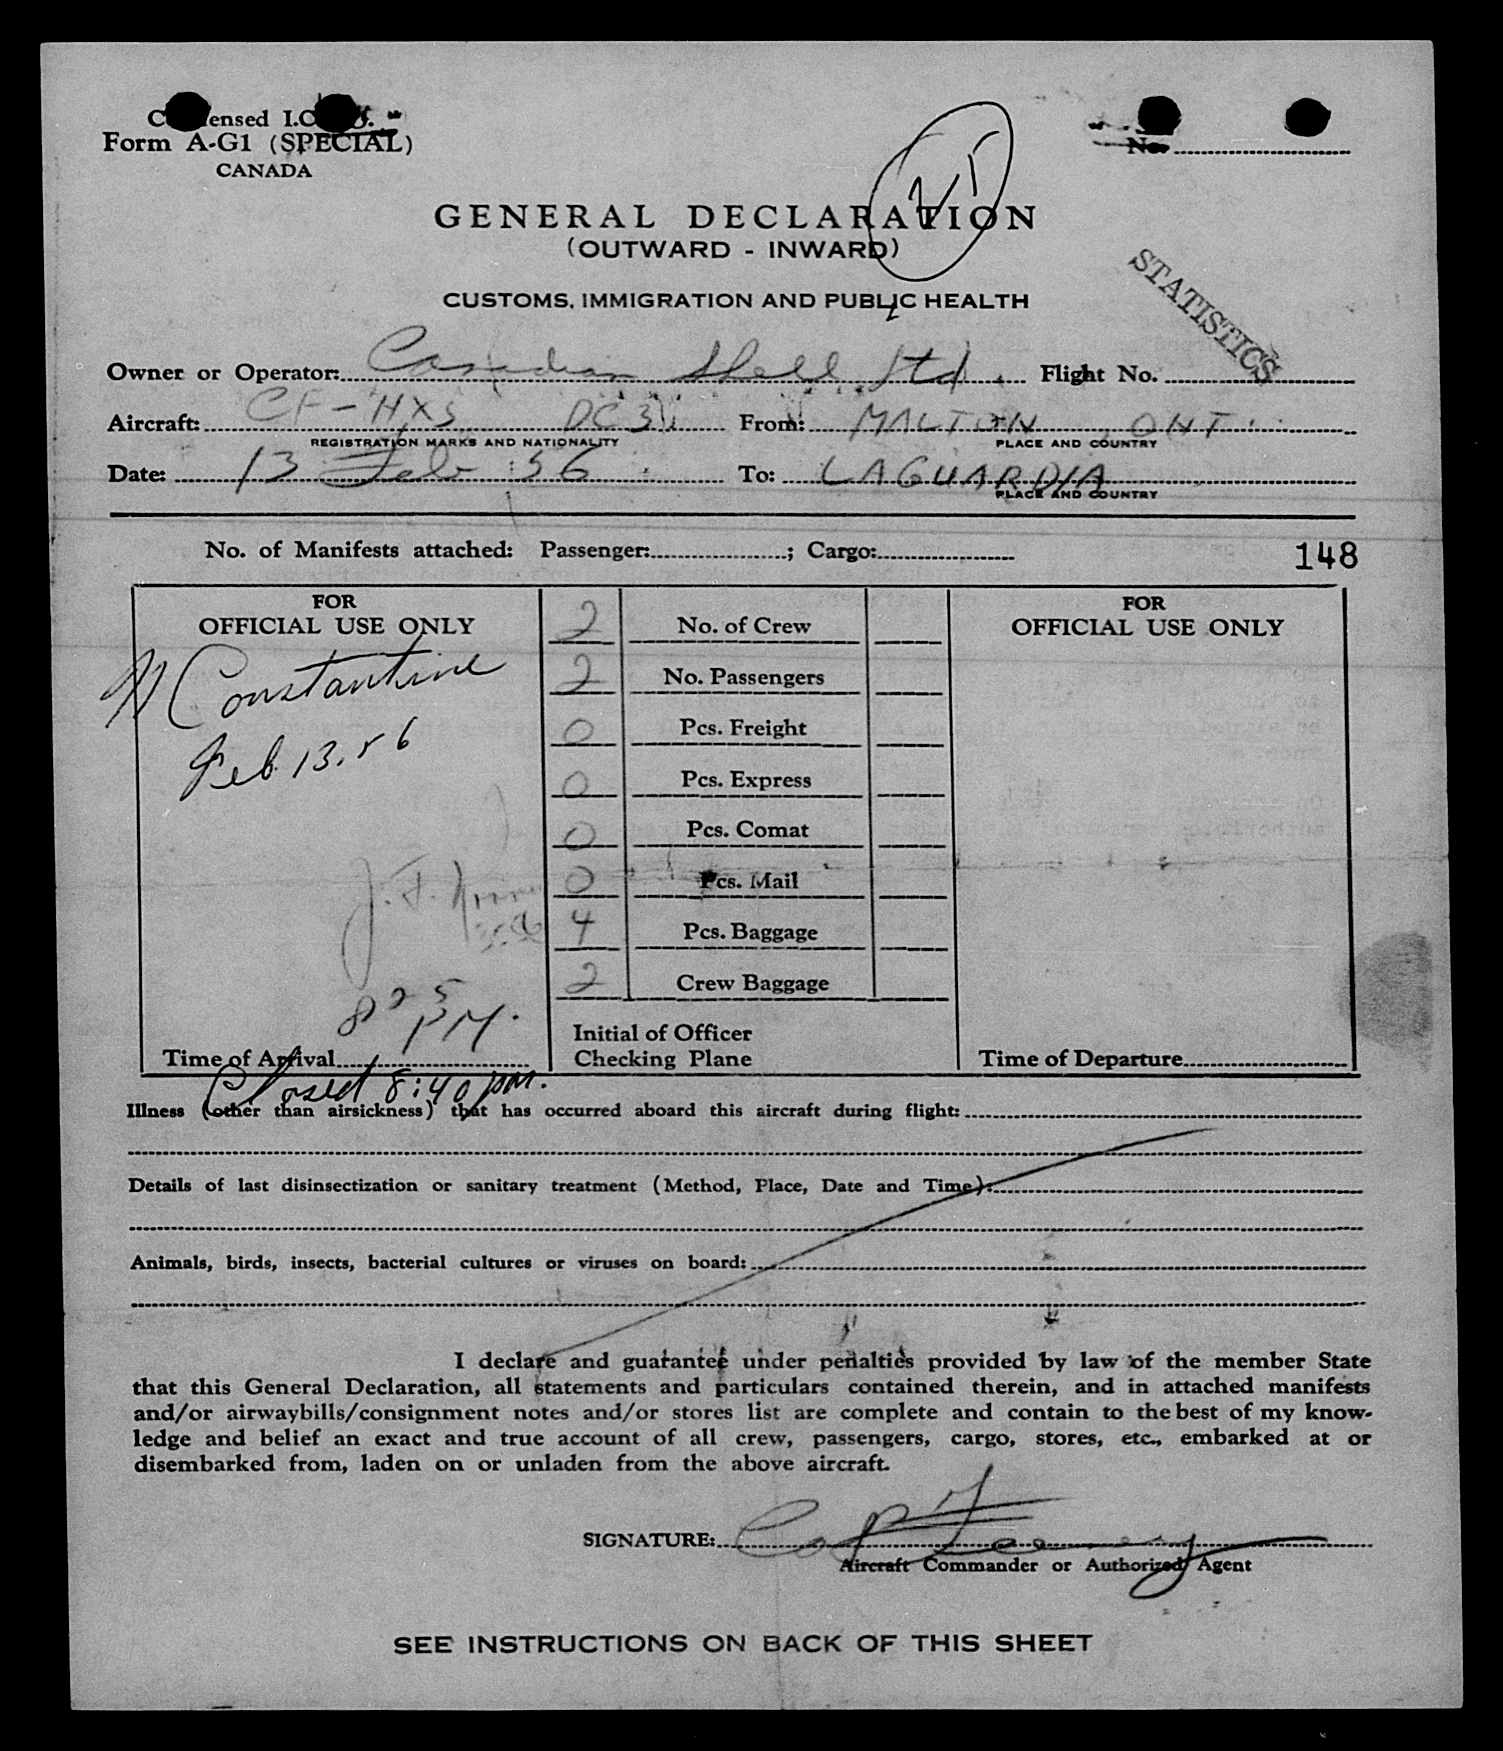 Form A-G1 (SPECIAL)
CANADA
No.
VI
GENERAL DECLARATION
(OUTWARD - INWARD)
CUSTOMS, IMMIGRATION AND PUBLIC HEALTH
STATISTICS
Owner or Operator: Canadian Shell Ltd. Flight No.
Aircraft: CF-HXS DC3 From: MALTON ONT.
REGISTRATION MARKS AND NATIONALITY PLACE AND COUNTRY
Date: 13 Feb 56 To: LAGUARDIA
PLACE AND COUNTRY
No. of Manifests attached: Passenger: ; Cargo: 148
FOR
OFFICIAL USE ONLY
Constantine
Feb. 13. 56
J. F.
8 25 PM.
Time of Arrival
Closed 8:40 pm.
2 No. of Crew
2 No. Passengers
0 Pcs. Freight
0 Pcs. Express
0 Pcs. Comat
0 Pcs. Mail
4 Pcs. Baggage
2 Crew Baggage
Initial of Officer
Checking Plane
FOR
OFFICIAL USE ONLY
Time of Departure
Illness (other than airsickness) that has occurred aboard this aircraft during flight:
Details of last disinsectization or sanitary treatment (Method, Place, Date and Time):
Animals, birds, insects, bacterial cultures or viruses on board:
I declare and guarantee under penalties provided by law of the member State
that this General Declaration, all statements and particulars contained therein, and in attached manifests
and/or airwaybills/consignment notes and/or stores list are complete and contain to the best of my know-
ledge and belief an exact and true account of all crew, passengers, cargo, stores, etc., embarked at or
disembarked from, laden on or unladen from the above aircraft.
SIGNATURE: Capt Feeney
Aircraft Commander or Authorized Agent
SEE INSTRUCTIONS ON BACK OF THIS SHEET